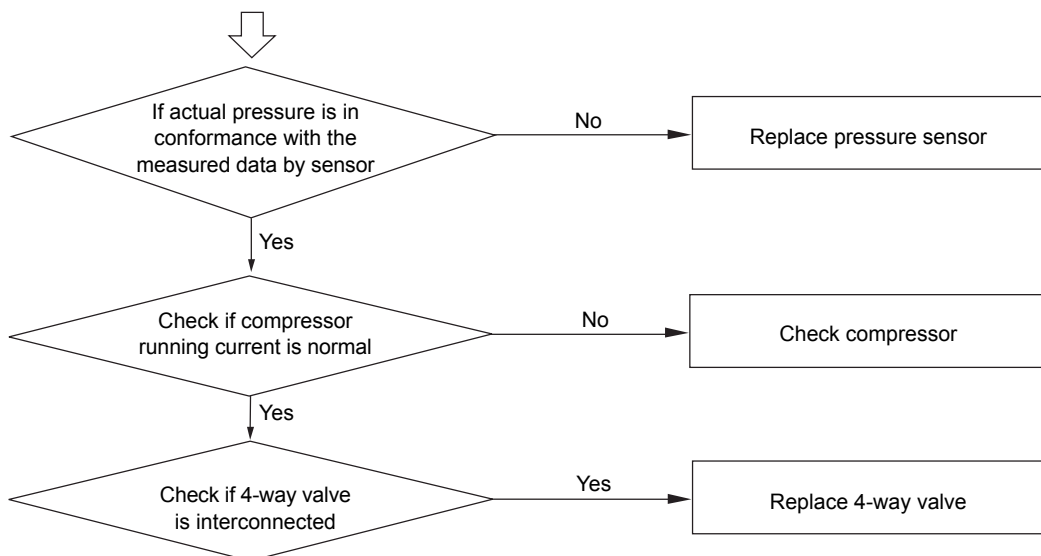 If actual pressure is in
conformance with the
measured data by sensor
No
Replace pressure sensor
Yes
Check if compressor
running current is normal
No
Check compressor
Yes
Check if 4-way valve
is interconnected
Yes
Replace 4-way valve